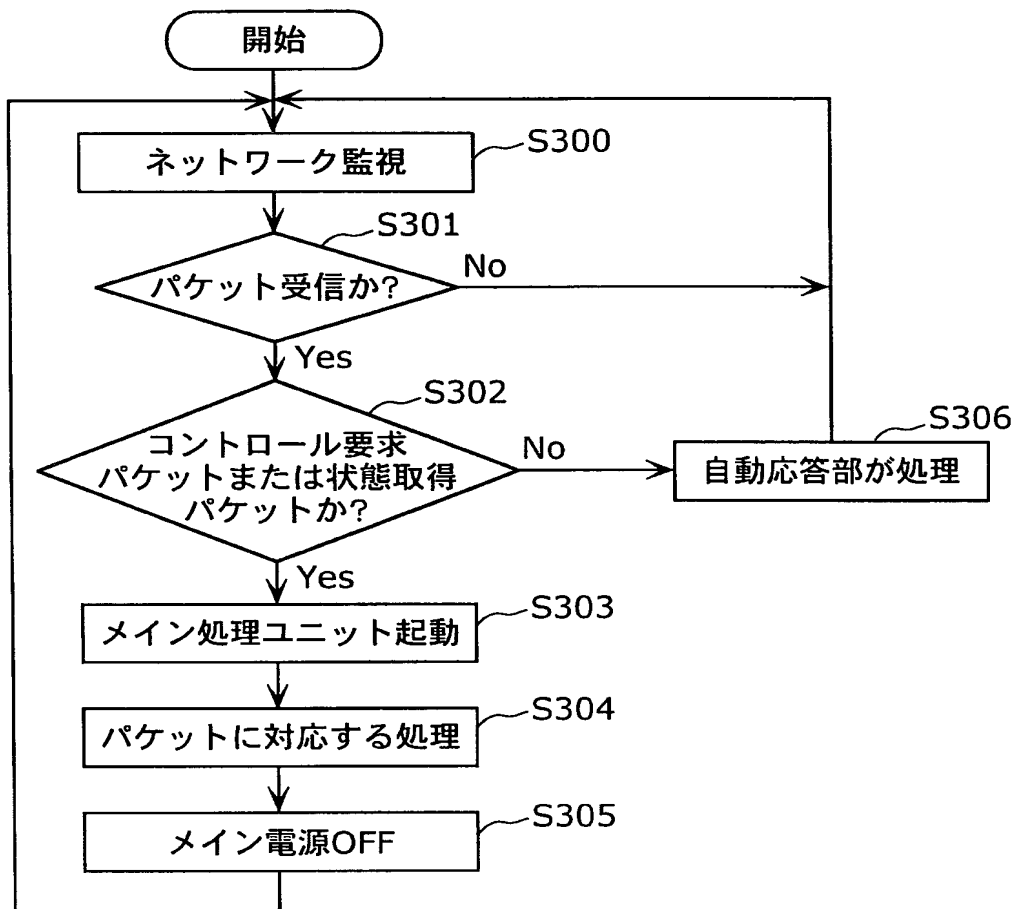 開始
ネットワーク監視
S300
S301
パケット受信か?
No
Yes
S302
コントロール要求
パケットまたは状態取得
パケットか?
No
S306
自動応答部が処理
Yes
S303
メイン処理ユニット起動
S304
パケットに対応する処理
S305
メイン電源OFF